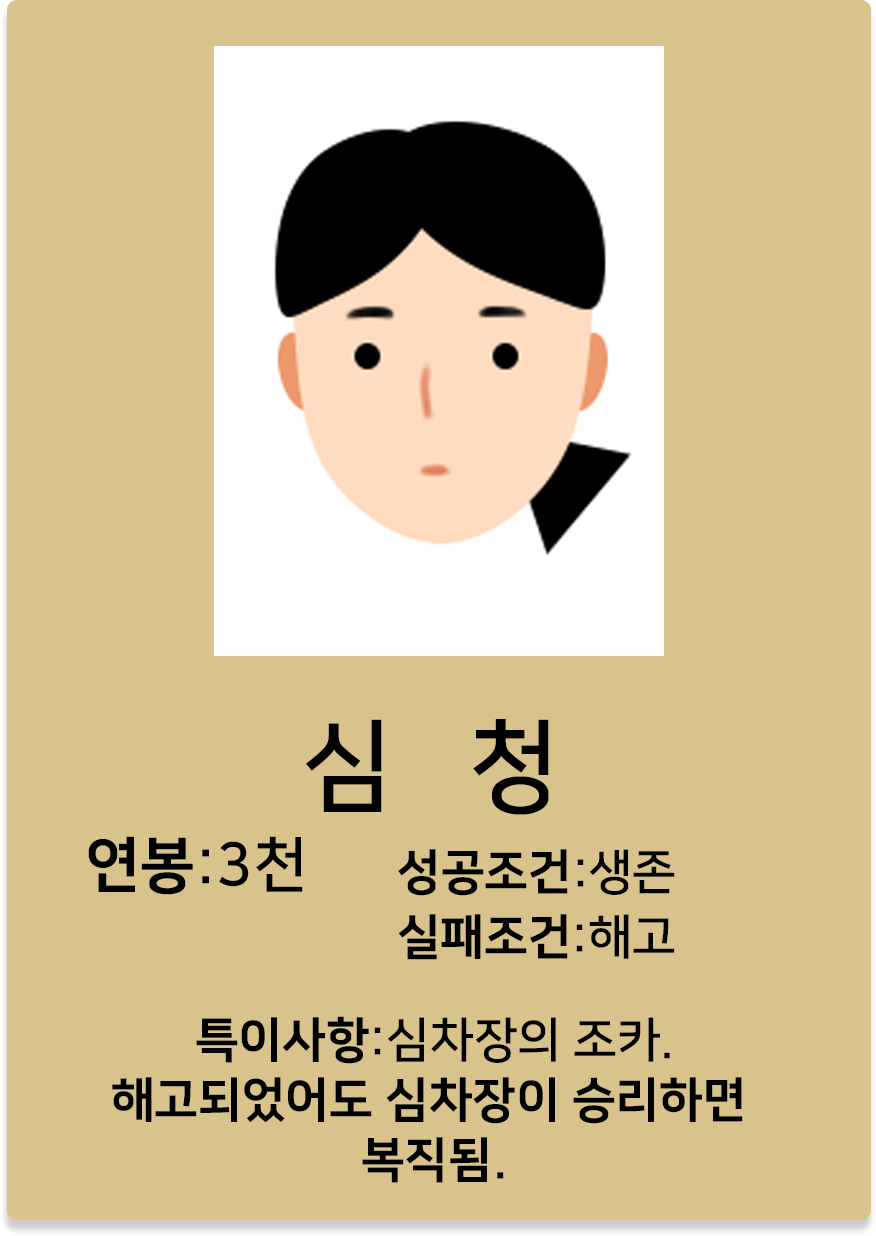 심 청
연봉:3천
성공조건:생존
실패조건:해고
특이사항:심차장의 조카.
해고되었어도 심차장이 승리하면
복직됨.